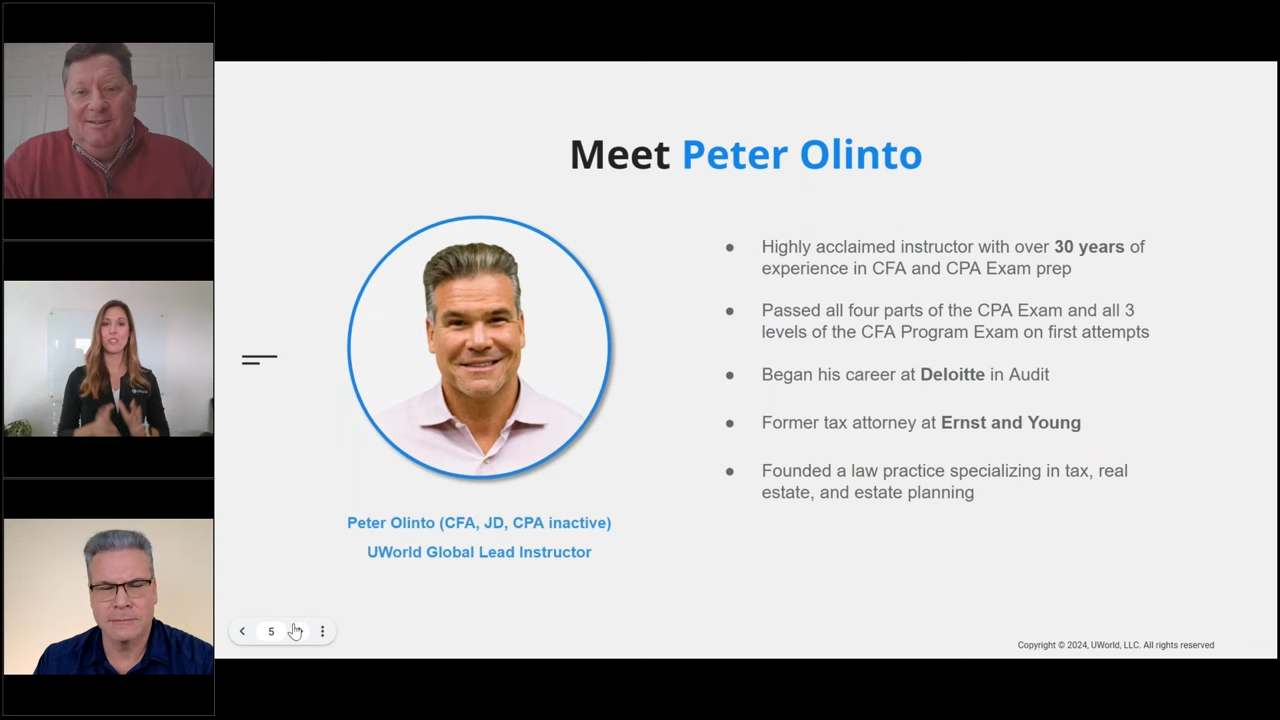 Meet Peter Olinto
● Highly acclaimed instructor with over 30 years of
experience in CFA and CPA Exam prep
● Passed all four parts of the CPA Exam and all 3
levels of the CFA Program Exam on first attempts
● Began his career at Deloitte in Audit
● Former tax attorney at Ernst and Young
● Founded a law practice specializing in tax, real
estate, and estate planning
Peter Olinto (CFA, JD, CPA inactive)
UWorld Global Lead Instructor
5
Copyright © 2024, UWorld, LLC. All rights reserved